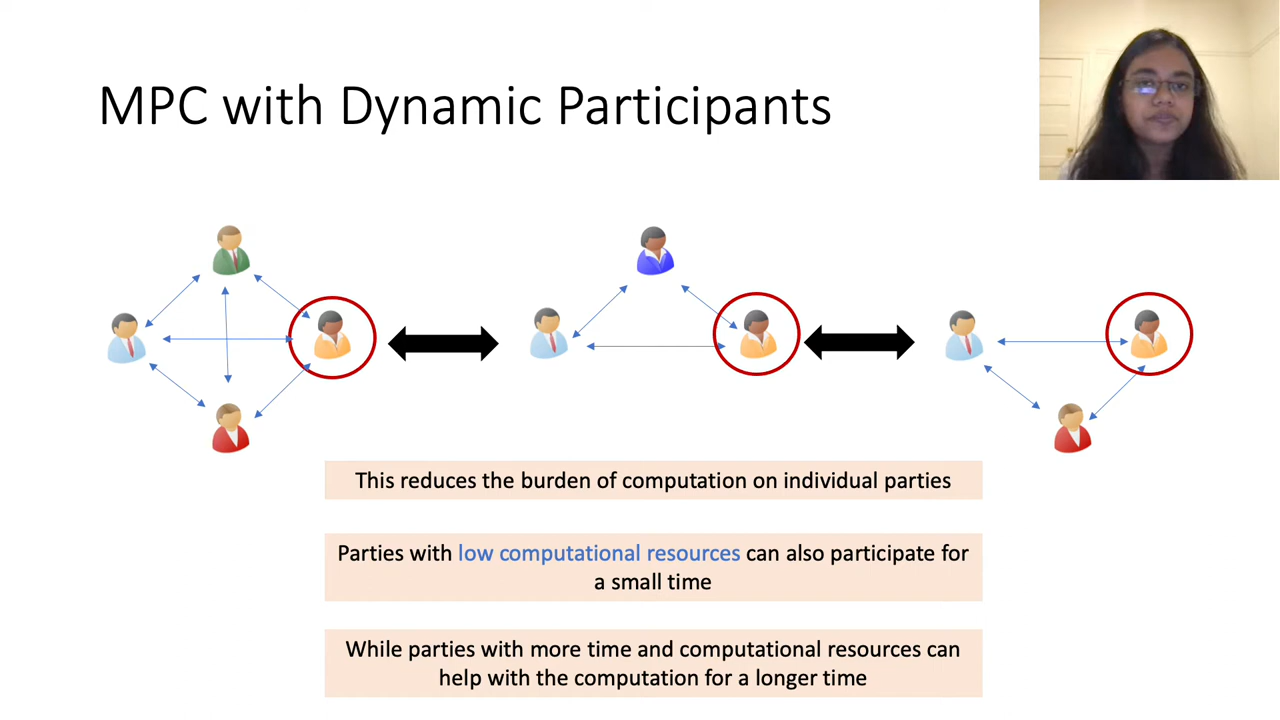 MPC with Dynamic Participants
This reduces the burden of computation on individual parties
Parties with low computational resources can also participate for
a small time
While parties with more time and computational resources can
help with the computation for a longer time